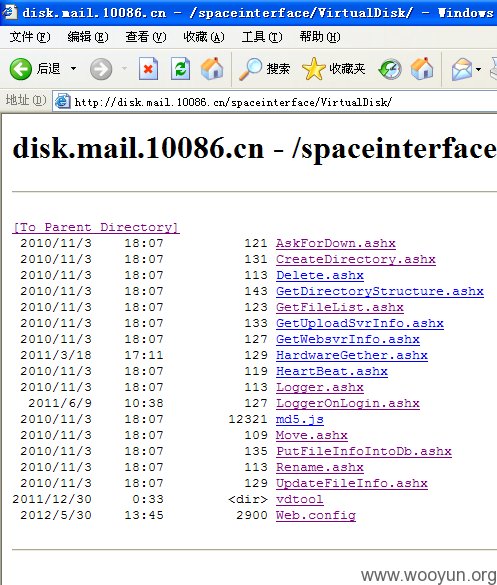 disk.mail.10086.cn - /spaceinterface/VirtualDisk/ - Windows
文件(F) 编辑(E) 查看(V) 收藏(A) 工具(T) 帮助(H)
后退 搜索 收藏夹
地址(D) http://disk.mail.10086.cn/spaceinterface/VirtualDisk/
disk.mail.10086.cn - /spaceinterface
[To Parent Directory]
2010/11/3 18:07 121 AskForDown.ashx
2010/11/3 18:07 131 CreateDirectory.ashx
2010/11/3 18:07 113 Delete.ashx
2010/11/3 18:07 143 GetDirectoryStructure.ashx
2010/11/3 18:07 123 GetFileList.ashx
2010/11/3 18:07 133 GetUploadSvrInfo.ashx
2010/11/3 18:07 127 GetWebsvrInfo.ashx
2011/3/18 17:11 129 HardwareGether.ashx
2010/11/3 18:07 119 HeartBeat.ashx
2010/11/3 18:07 113 Logger.ashx
2011/6/9 10:38 127 LoggerOnLogin.ashx
2010/11/3 18:07 12321 md5.js
2010/11/3 18:07 109 Move.ashx
2010/11/3 18:07 135 PutFileInfoIntoDb.ashx
2010/11/3 18:07 113 Rename.ashx
2010/11/3 18:07 129 UpdateFileInfo.ashx
2011/12/30 0:33 <dir> vdtool
2012/5/30 13:45 2900 Web.config
www.wooyun.org